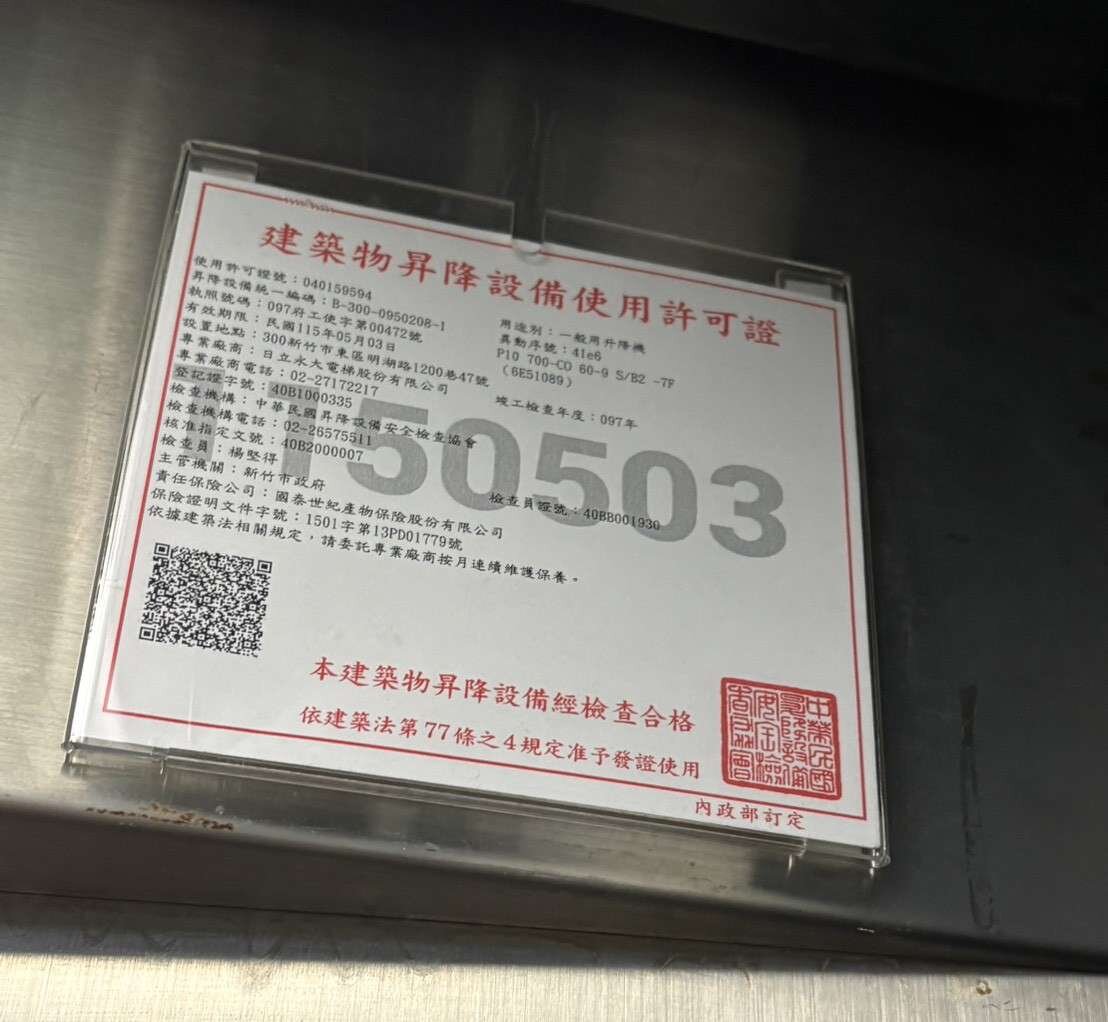 建築物昇降設備使用許可證
使用許可證號：040159594
昇降設備統一編碼：B-300-0950208-1
用途別：一般用升降機
執照號碼：097府工使字第00472號
異動序號：41e6
有效期限：民國115年05月03日
P10 700-CO 60-9 S/B2 -7F
設置地點：300新竹市東區明湖路1200巷47號
(6E51089)
專業廠商：日立永大電梯股份有限公司
專業廠商電話：02-27172217
竣工檢查年度：097年
登記證字號：40B1000335
檢查機構：中華民國昇降設備安全檢查協會
檢查機構電話：02-26575511
核准指定文號：40B2000007
檢查員：楊堅得
檢查員證號：40BB001930
主管機關：新竹市政府
責任保險公司：國泰世紀產物保險股份有限公司
保險證明文件字號：1501字第13PD01779號
依據建築法相關規定，請委託專業廠商按月連續維護保養。
1150503
本建築物昇降設備經檢查合格
依建築法第77條之4規定准予發證使用
中華民國
昇降設備
安全檢
查協會
內政部訂定